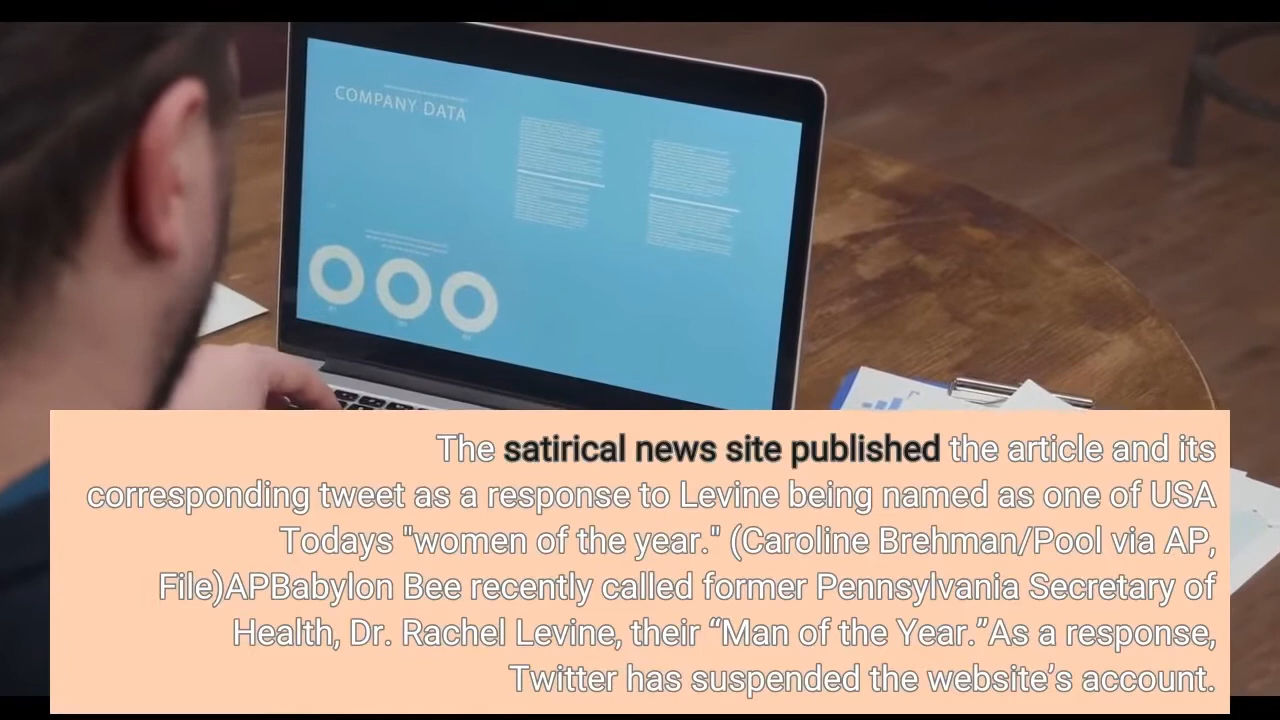 COMPANY DATA
The satirical news site published the article and its
corresponding tweet as a response to Levine being named as one of USA
Todays "women of the year." (Caroline Brehman/Pool via AP,
File)APBabylon Bee recently called former Pennsylvania Secretary of
Health, Dr. Rachel Levine, their “Man of the Year.”As a response,
Twitter has suspended the website’s account.